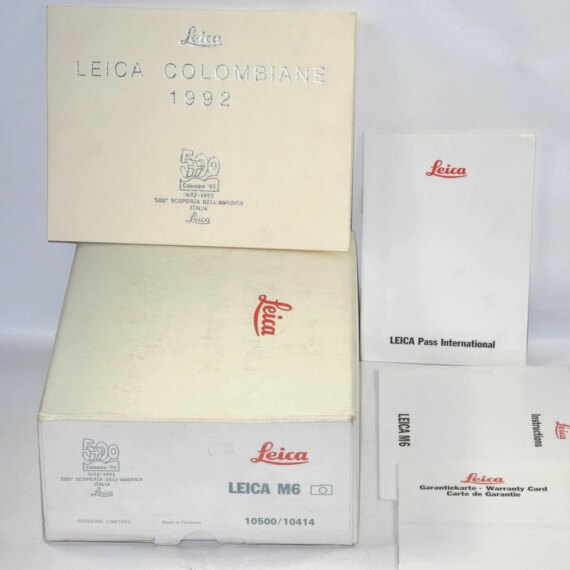 Leica
LEICA COLOMBIANE
1992
500
Colombo '92
1492-1992
500° SCOPERTA DELL'AMERICA
ITALIA
Leica
Leica
500
Colombo '92
1492-1992
500° SCOPERTA DELL'AMERICA
ITALIA
Leica
Leica
LEICA M6
EDIZIONE LIMITATA
Made in Germany
10500/10414
Leica
LEICA Pass International
LEICA M6
Instructions
Leica
Leica
Garantiekarte - Warranty Card
Carte de Garantie